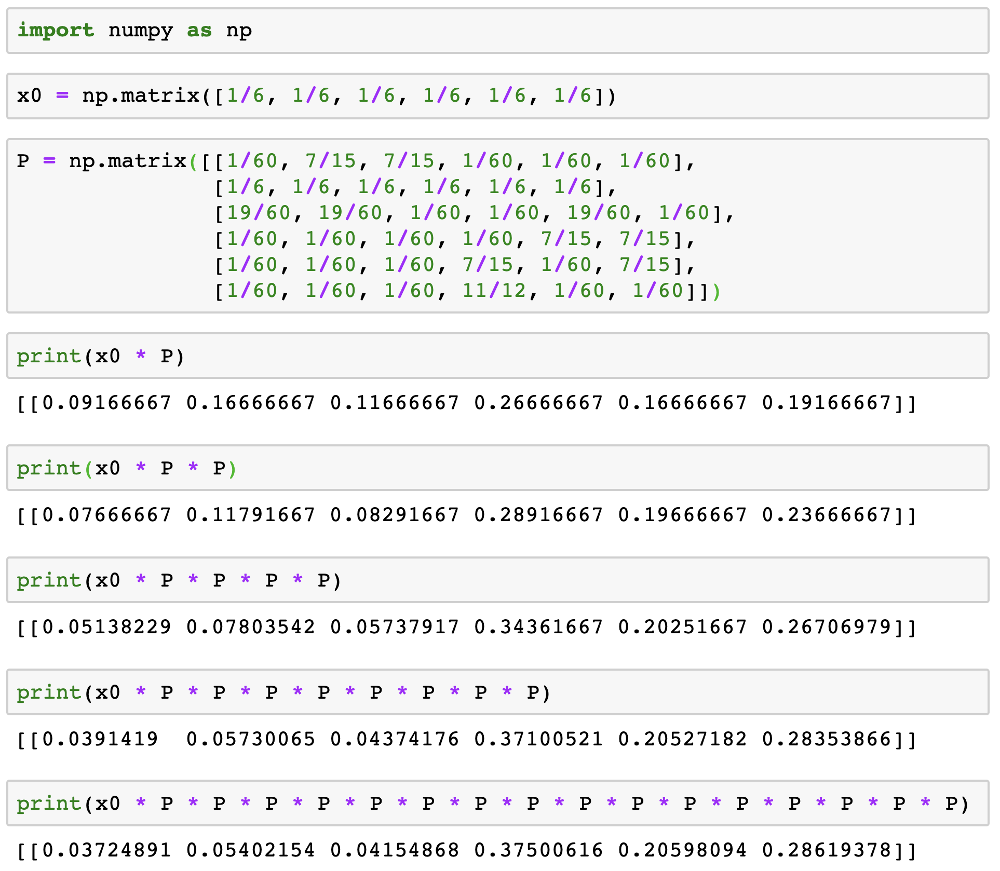 import numpy as np
x0 = np.matrix([1/6, 1/6, 1/6, 1/6, 1/6, 1/6])
P = np.matrix([[1/60, 7/15, 7/15, 1/60, 1/60, 1/60],
[1/6, 1/6, 1/6, 1/6, 1/6, 1/6],
[19/60, 19/60, 1/60, 1/60, 19/60, 1/60],
[1/60, 1/60, 1/60, 1/60, 7/15, 7/15],
[1/60, 1/60, 1/60, 7/15, 1/60, 7/15],
[1/60, 1/60, 1/60, 11/12, 1/60, 1/60]])
print(x0 * P)
[[0.09166667 0.16666667 0.11666667 0.26666667 0.16666667 0.19166667]]
print(x0 * P * P)
[[0.07666667 0.11791667 0.08291667 0.28916667 0.19666667 0.23666667]]
print(x0 * P * P * P * P)
[[0.05138229 0.07803542 0.05737917 0.34361667 0.20251667 0.26706979]]
print(x0 * P * P * P * P * P * P * P * P)
[[0.0391419  0.05730065 0.04374176 0.37100521 0.20527182 0.28353866]]
print(x0 * P * P * P * P * P * P * P * P * P * P * P * P * P * P * P * P)
[[0.03724891 0.05402154 0.04154868 0.37500616 0.20598094 0.28619378]]